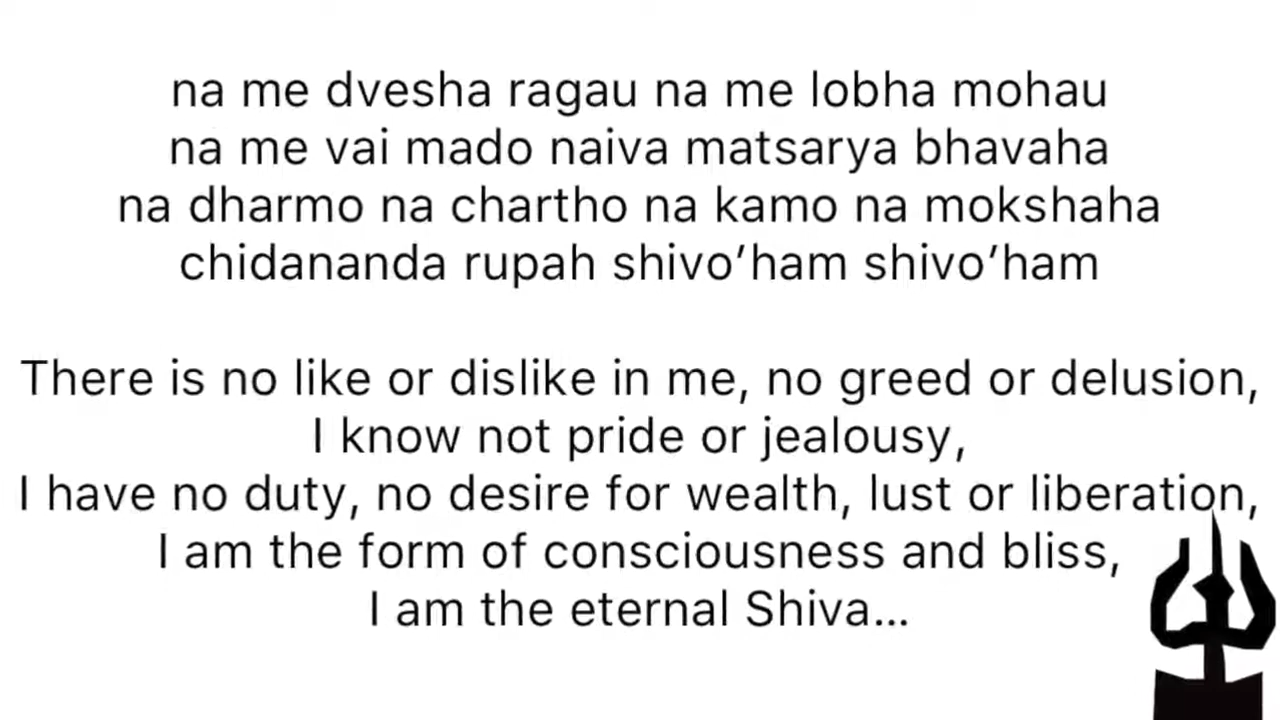 na me dvesha ragau na me lobha mohau
na me vai mado naiva matsarya bhavaha
na dharmo na chartho na kamo na mokshaha
chidananda rupah shivo’ham shivo’ham
There is no like or dislike in me, no greed or delusion,
I know not pride or jealousy,
I have no duty, no desire for wealth, lust or liberation,
I am the form of consciousness and bliss,
I am the eternal Shiva...